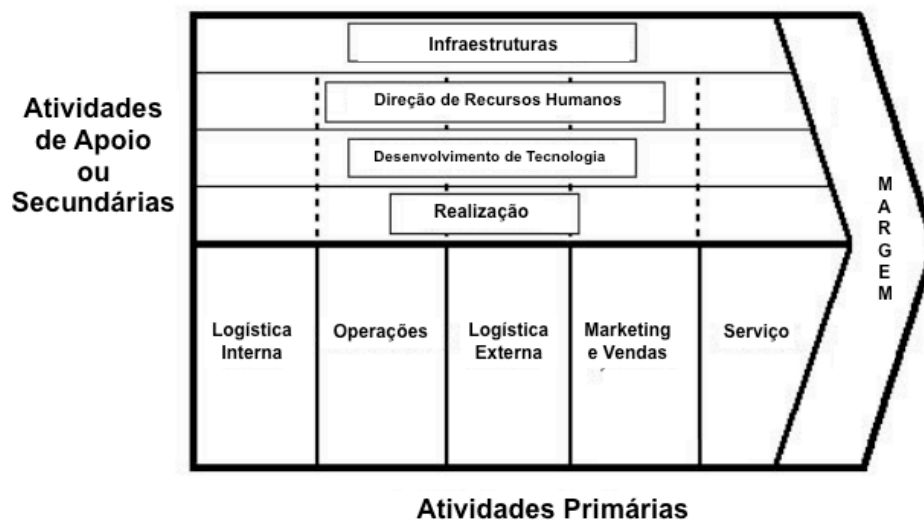 Infraestruturas
Direção de Recursos Humanos
Desenvolvimento de Tecnologia
Realização
Atividades
de Apoio
ou
Secundárias
M
A
R
G
E
M
Logística
Interna
Operações
Logística
Externa
Marketing
e Vendas
Serviço
Atividades Primárias